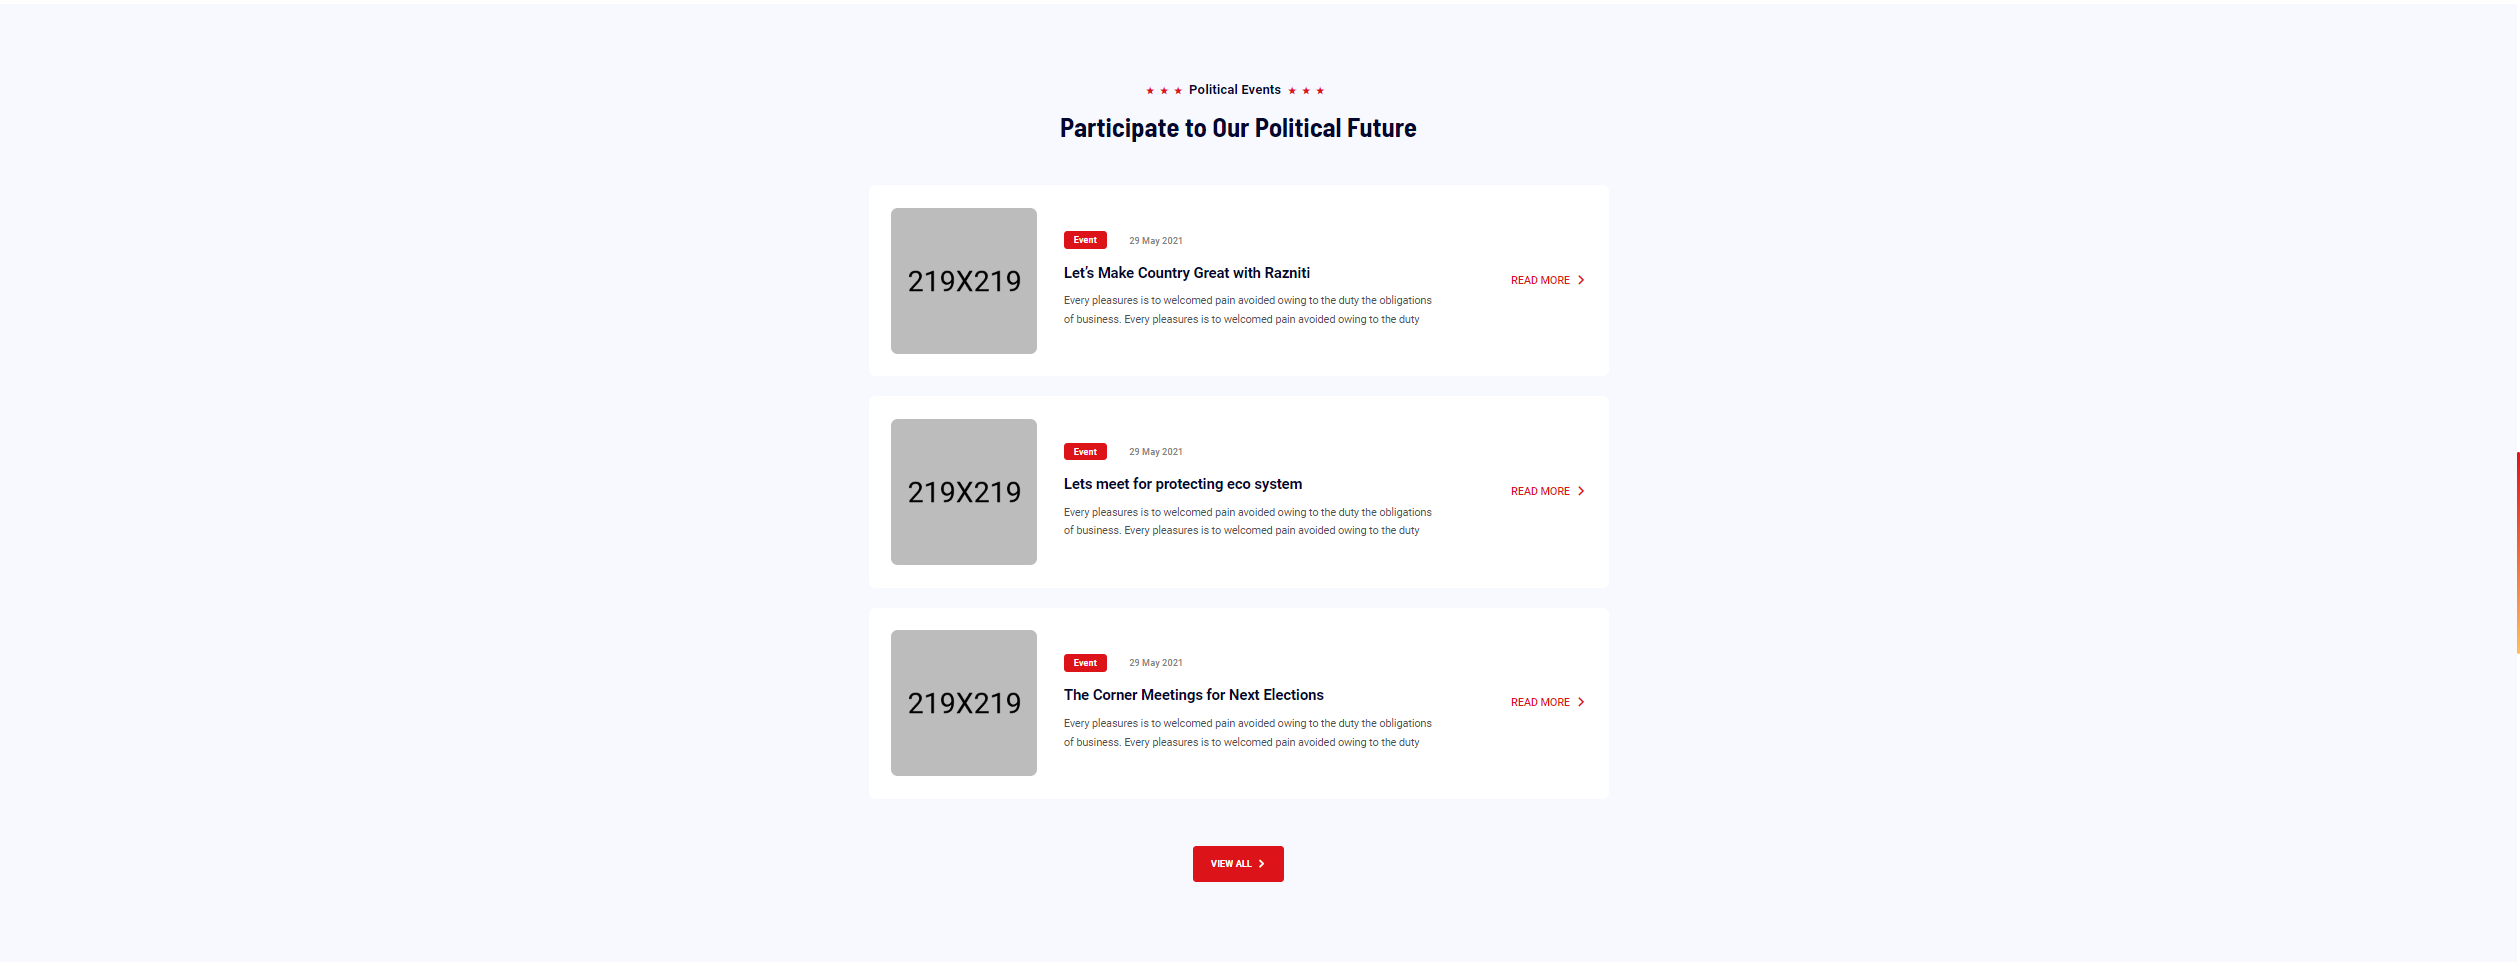 ★ ★ ★ Political Events ★ ★ ★
Participate to Our Political Future
219X219
Event 29 May 2021
Let’s Make Country Great with Razniti
Every pleasures is to welcomed pain avoided owing to the duty the obligations
of business. Every pleasures is to welcomed pain avoided owing to the duty
READ MORE
219X219
Event 29 May 2021
Lets meet for protecting eco system
Every pleasures is to welcomed pain avoided owing to the duty the obligations
of business. Every pleasures is to welcomed pain avoided owing to the duty
READ MORE
219X219
Event 29 May 2021
The Corner Meetings for Next Elections
Every pleasures is to welcomed pain avoided owing to the duty the obligations
of business. Every pleasures is to welcomed pain avoided owing to the duty
READ MORE
VIEW ALL